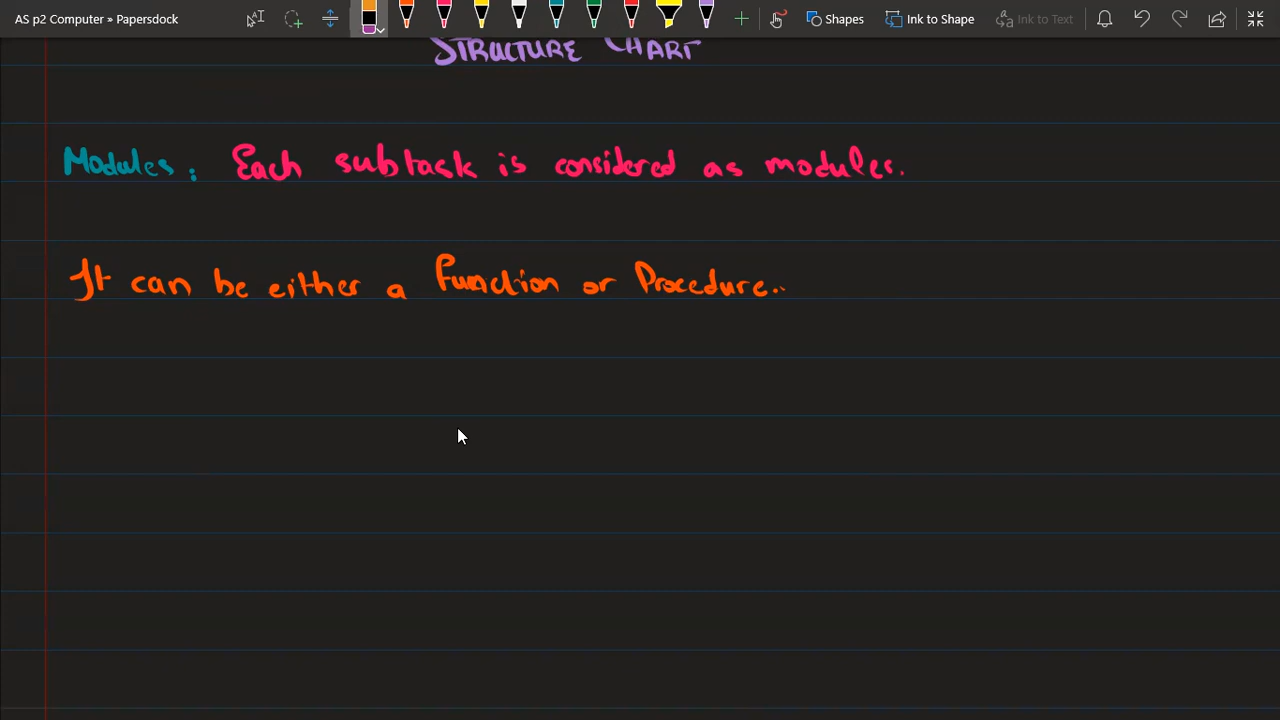 AS p2 Computer » Papersdock
Shapes
Ink to Shape
Ink to Text
STRUCTURE CHART
Modules: Each subtask is considered as modules.
It can be either a Function or Procedure..